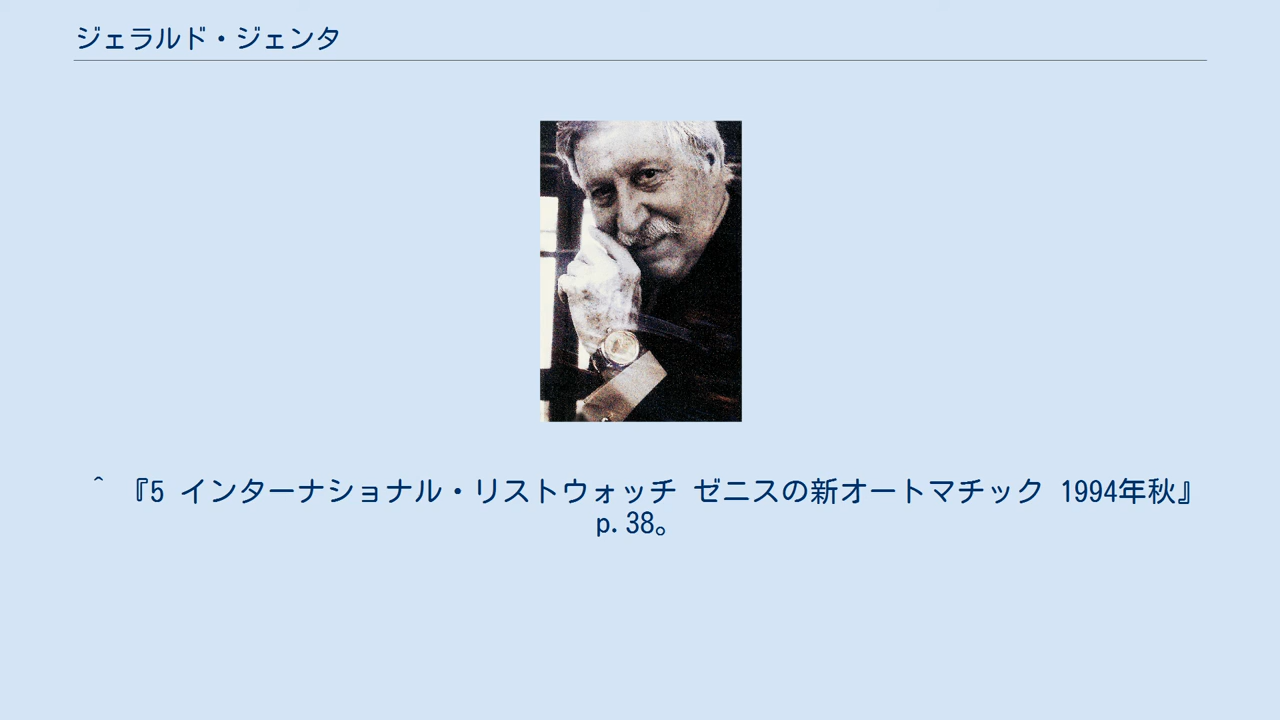 ジェラルド・ジェンタ
^ 『5 インターナショナル・リストウォッチ ゼニスの新オートマチック 1994年秋』
p.38。